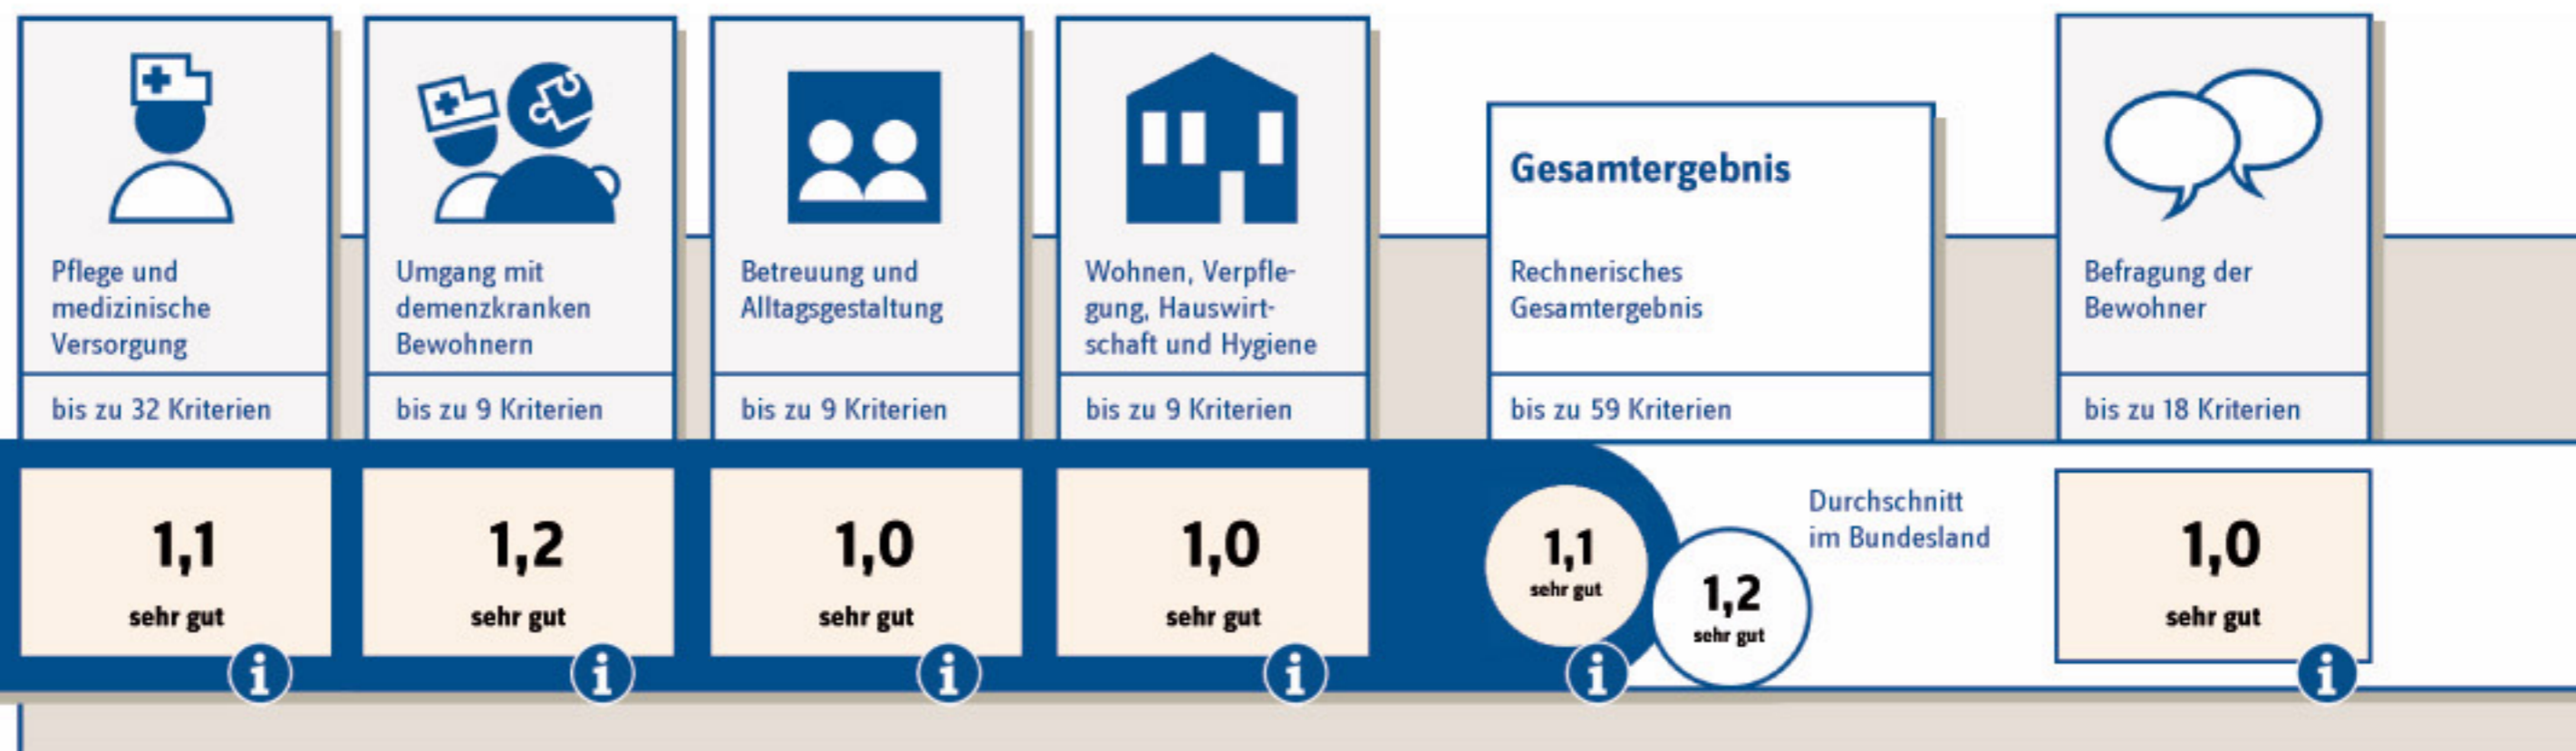 Pflege und
medizinische
Versorgung
bis zu 32 Kriterien
1,1
sehr gut
Umgang mit
demenzkranken
Bewohnern
bis zu 9 Kriterien
1,2
sehr gut
Betreuung und
Alltagsgestaltung
bis zu 9 Kriterien
1,0
sehr gut
Wohnen, Verpfle-
gung, Hauswirt-
schaft und Hygiene
bis zu 9 Kriterien
1,0
sehr gut
Gesamtergebnis
Rechnerisches
Gesamtergebnis
bis zu 59 Kriterien
1,1
sehr gut
1,2
sehr gut
Durchschnitt
im Bundesland
Befragung der
Bewohner
bis zu 18 Kriterien
1,0
sehr gut